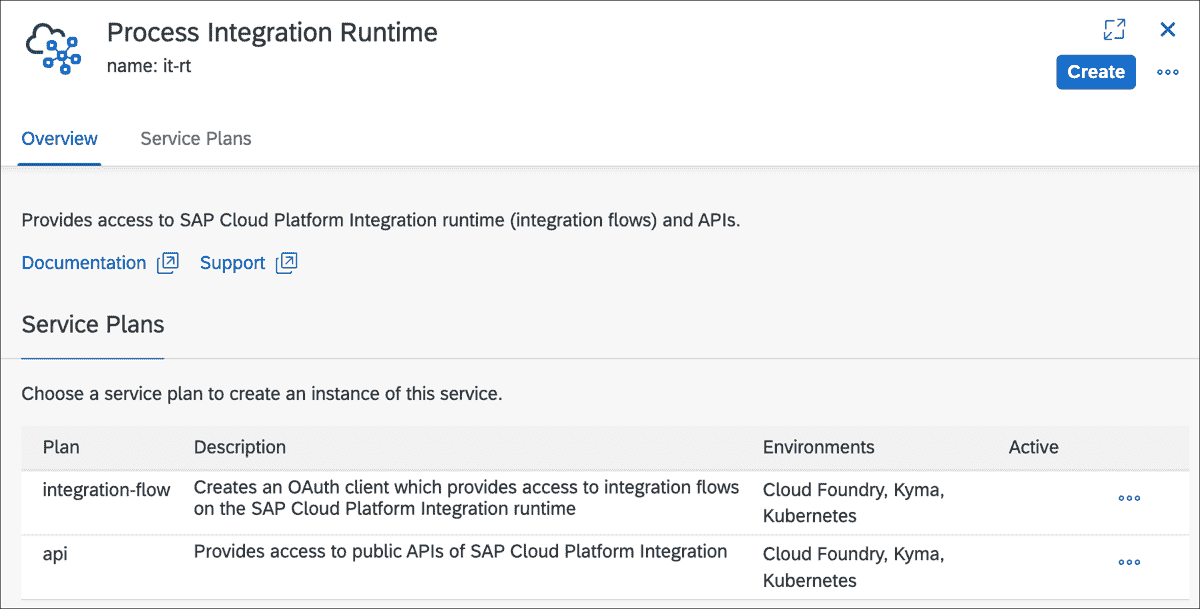 Process Integration Runtime
name: it-rt
Create
Overview
Service Plans
Provides access to SAP Cloud Platform Integration runtime (integration flows) and APIs.
Documentation
Support
Service Plans
Choose a service plan to create an instance of this service.
Plan
Description
Environments
Active
integration-flow
Creates an OAuth client which provides access to integration flows
on the SAP Cloud Platform Integration runtime
Cloud Foundry, Kyma,
Kubernetes
api
Provides access to public APIs of SAP Cloud Platform Integration
Cloud Foundry, Kyma,
Kubernetes